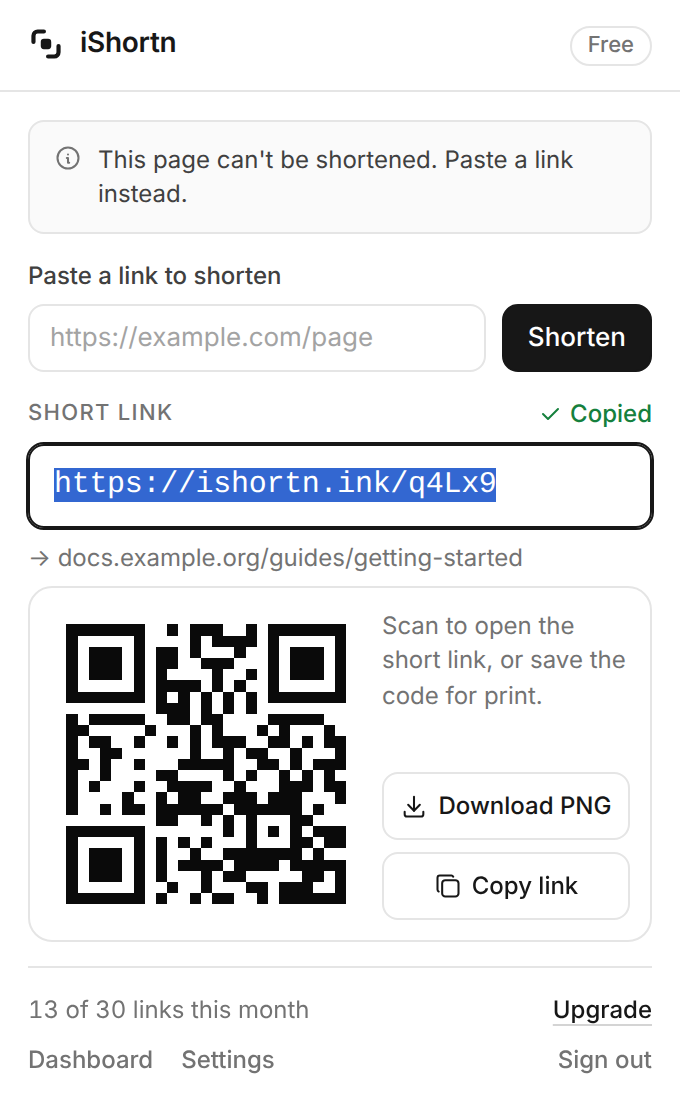 iShortn
Free
This page can't be shortened. Paste a link
instead.
Paste a link to shorten
https://example.com/page
Shorten
SHORT LINK
Copied
https://ishortn.ink/q4Lx9
→ docs.example.org/guides/getting-started
Scan to open the
short link, or save the
code for print.
Download PNG
Copy link
13 of 30 links this month
Upgrade
Dashboard
Settings
Sign out